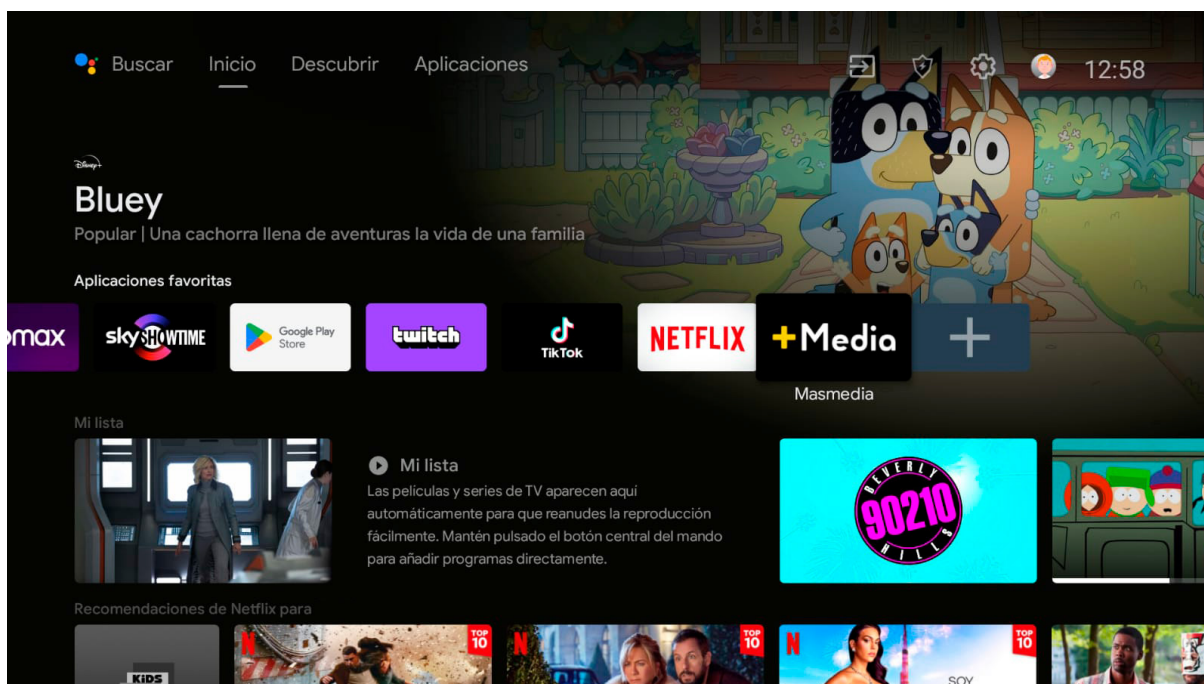 Buscar Inicio Descubrir Aplicaciones 12:58
Disney+
Bluey
Popular | Una cachorra llena de aventuras la vida de una familia
Aplicaciones favoritas
omax
sky SHOWTIME
Google Play
Store
twitch
TikTok
NETFLIX
+Media
+
Masmedia
Mi lista
Mi lista
Las películas y series de TV aparecen aquí
automáticamente para que reanudes la reproducción
fácilmente. Mantén pulsado el botón central del mando
para añadir programas directamente.
BEVERLY
90210
HILLS
Recomendaciones de Netflix para
KiDS
N
TOP
10
N
TOP
10
N
SOY
TOP
10